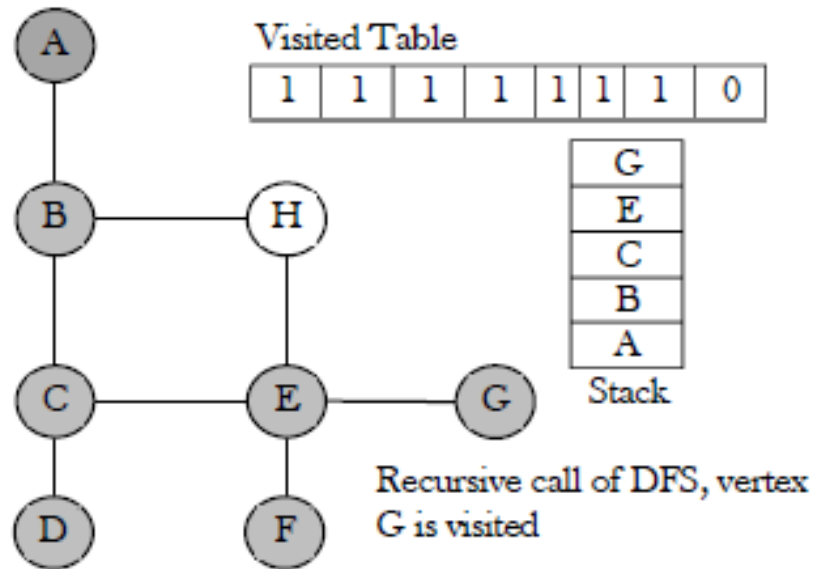 A
Visited Table
1 1 1 1 1 1 1 0
G
E
B H
C
B
A
C E G
Stack
Recursive call of DFS, vertex
G is visited
D F